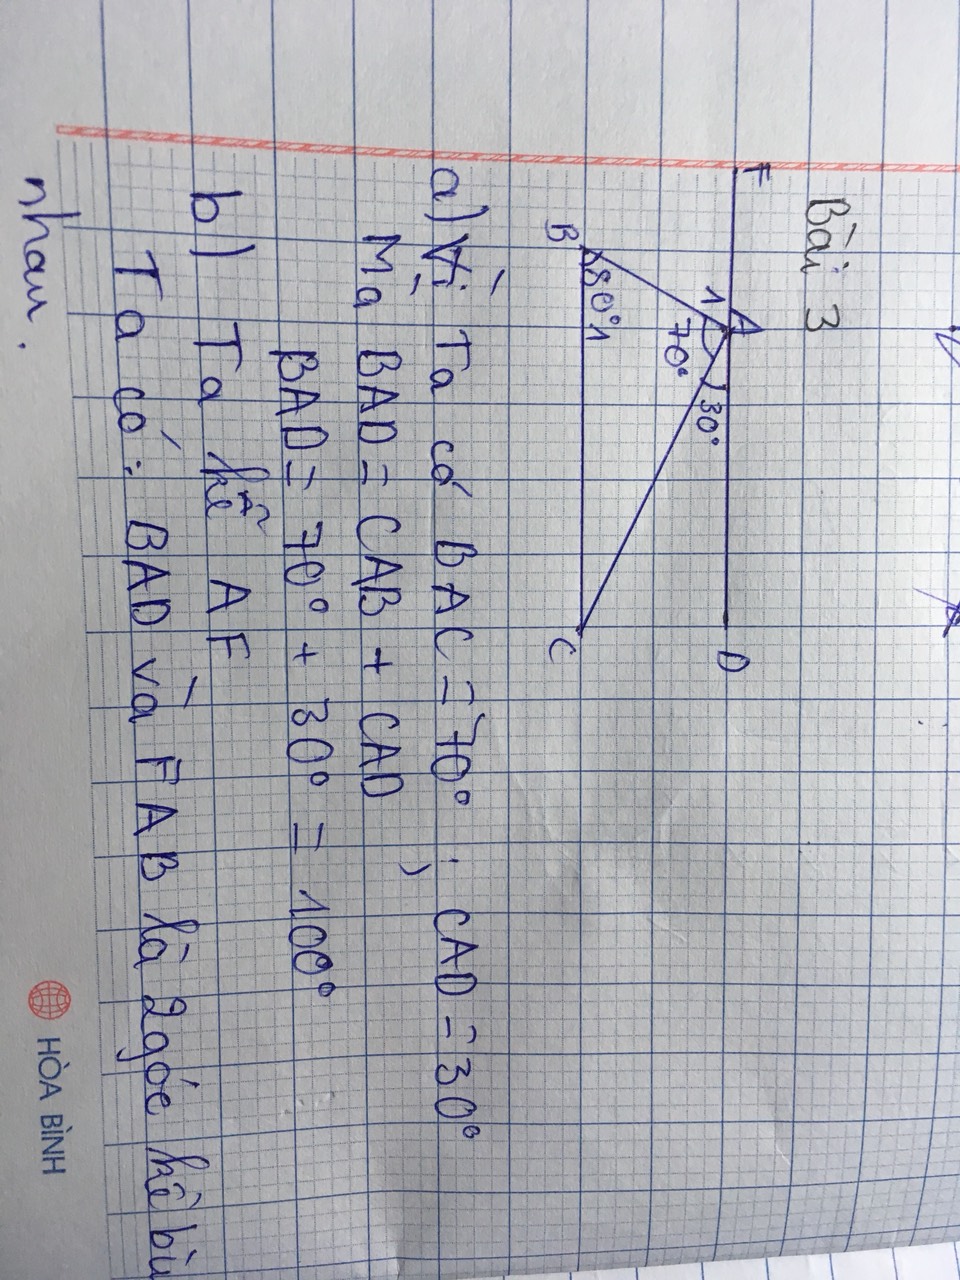 Bài 3
F A D
1 70° 30°
B 80° 1 C
a) Vì Ta có BAC = 70° ; CAD = 30°
Mà BAD = CAB + CAD
BAD = 70° + 30° = 100°
b) Ta kẻ AF
Ta có: BAD và FAB là 2 góc kề bù
nhau.
HÒA BÌNH